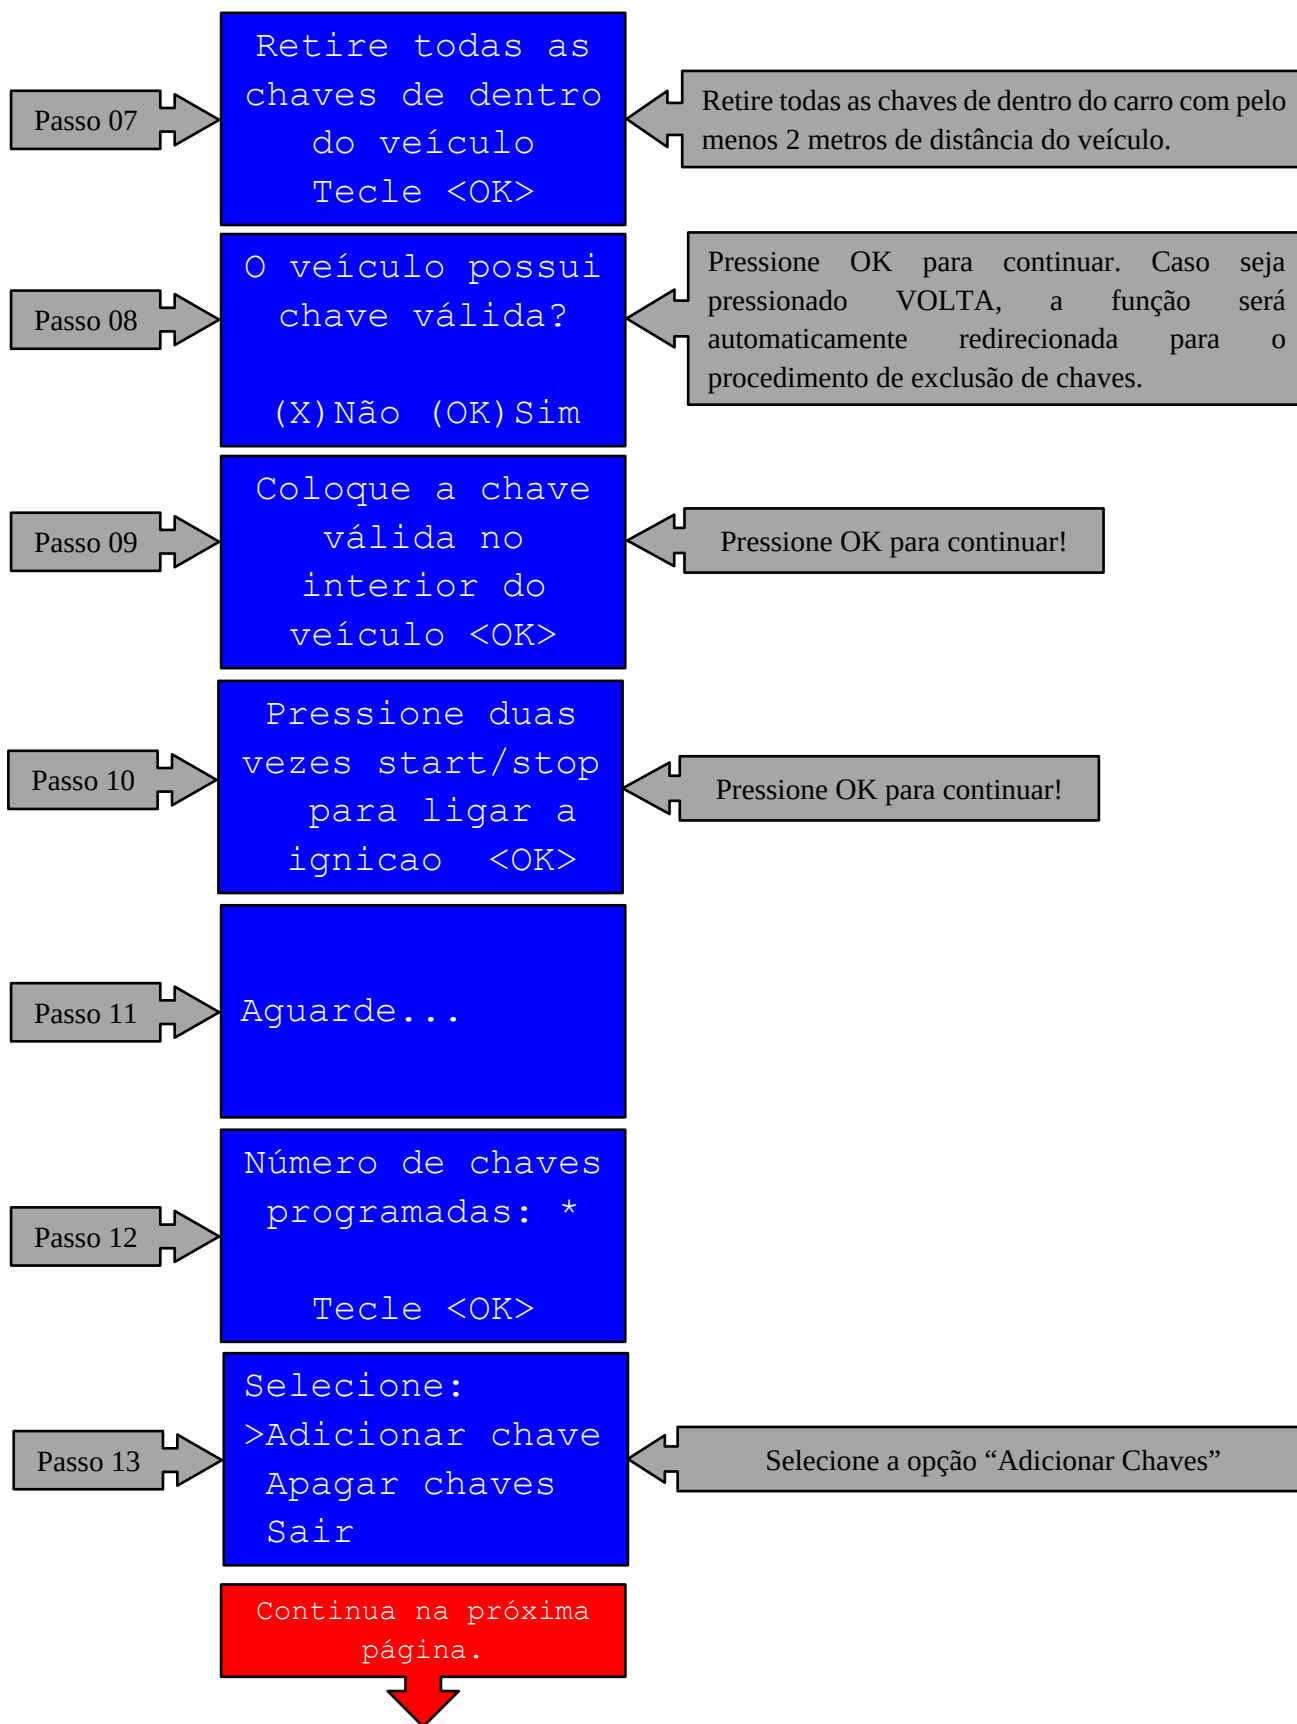 Passo 07
Retire todas as
chaves de dentro
do veículo
Tecle <OK>
Retire todas as chaves de dentro do carro com pelo
menos 2 metros de distância do veículo.
Passo 08
O veículo possui
chave válida?
(X)Não (OK)Sim
Pressione OK para continuar. Caso seja
pressionado VOLTA, a função será
automaticamente redirecionada para o
procedimento de exclusão de chaves.
Passo 09
Coloque a chave
válida no
interior do
veículo <OK>
Pressione OK para continuar!
Passo 10
Pressione duas
vezes start/stop
para ligar a
ignicao <OK>
Pressione OK para continuar!
Passo 11
Aguarde...
Passo 12
Número de chaves
programadas: *
Tecle <OK>
Passo 13
Selecione:
>Adicionar chave
Apagar chaves
Sair
Selecione a opção “Adicionar Chaves”
Continua na próxima
página.